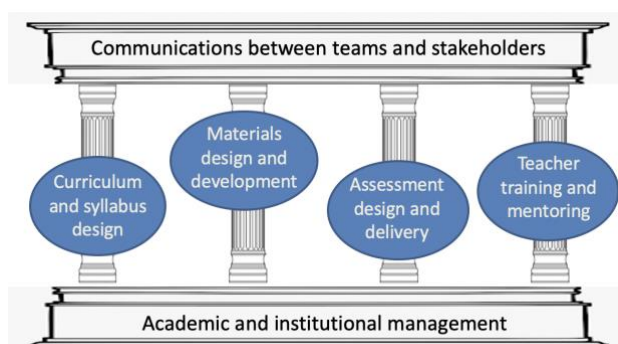 Communications between teams and stakeholders
Curriculum
and syllabus
design
Materials
design and
development
Assessment
design and
delivery
Teacher
training and
mentoring
Academic and institutional management